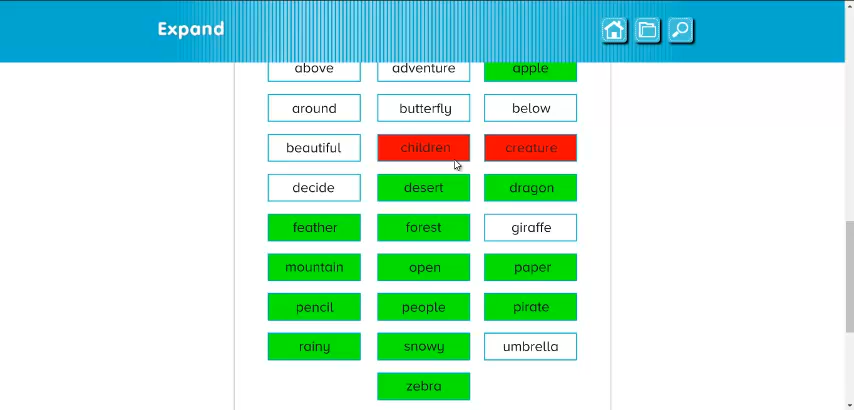 Expand
above adventure apple
around butterfly below
beautiful children creature
decide desert dragon
feather forest giraffe
mountain open paper
pencil people pirate
rainy snowy umbrella
zebra